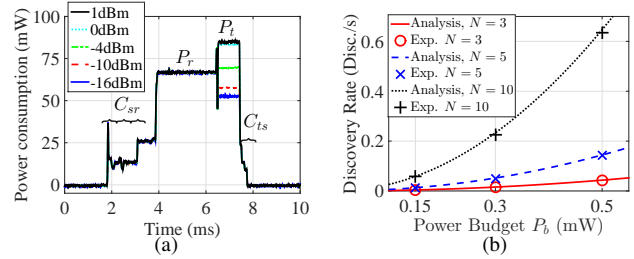 Power consumption (mW)
100
75
50
25
0
1dBm
0dBm
-4dBm
-10dBm
-16dBm
C_sr
P_r
P_t
C_ts
0
2
4
6
8
10
Time (ms)
(a)
Discovery Rate (Disc./s)
0.6
0.4
0.2
0
Analysis, N = 3
Exp. N = 3
Analysis, N = 5
Exp. N = 5
Analysis, N = 10
Exp. N = 10
0.15
0.3
0.5
Power Budget P_b (mW)
(b)